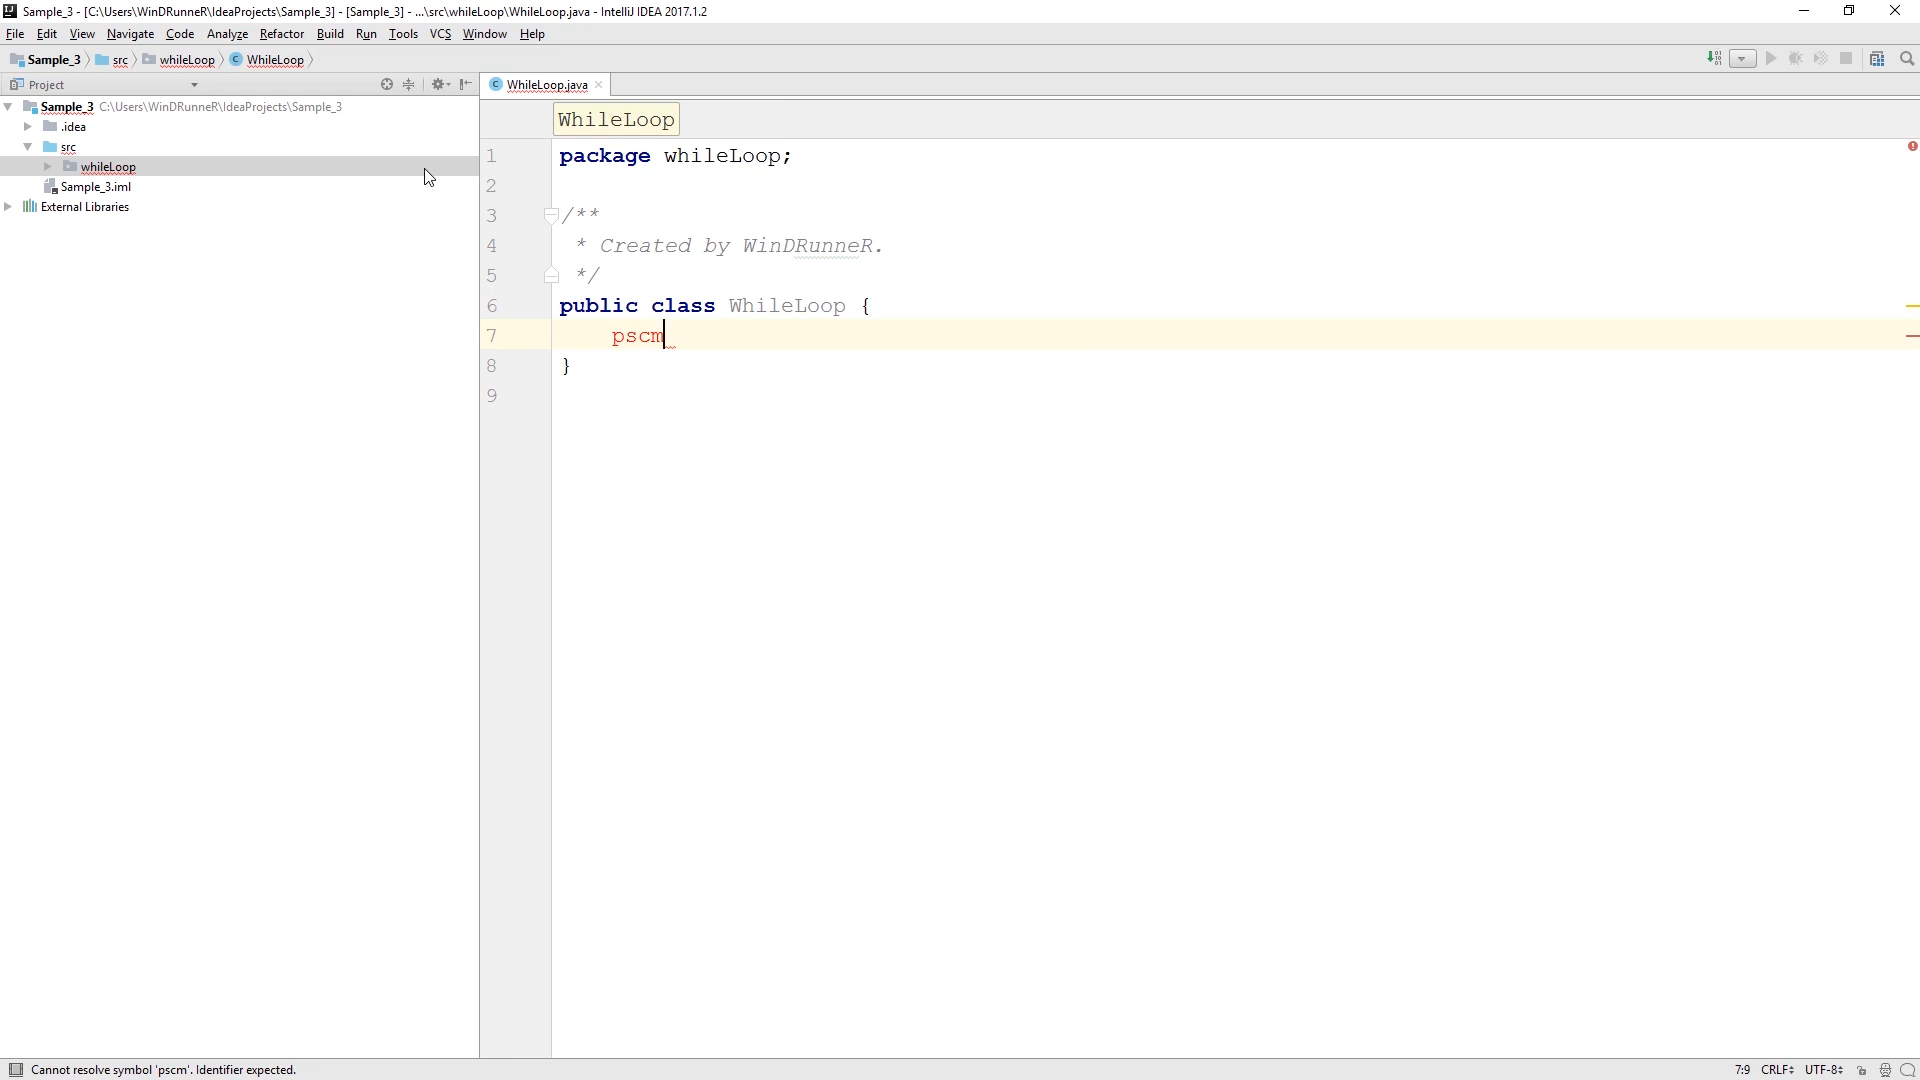 Sample_3 - [C:\Users\WinDRunneR\IdeaProjects\Sample_3] - [Sample_3] - ...\src\whileLoop\WhileLoop.java - IntelliJ IDEA 2017.1.2
File Edit View Navigate Code Analyze Refactor Build Run Tools VCS Window Help
Sample_3 src whileLoop WhileLoop
Project
WhileLoop.java
Sample_3 C:\Users\WinDRunneR\IdeaProjects\Sample_3
.idea
src
whileLoop
Sample_3.iml
External Libraries
WhileLoop
1 package whileLoop;
2
3 /**
4 * Created by WinDRunneR.
5 */
6 public class WhileLoop {
7 pscm
8 }
9
Cannot resolve symbol 'pscm'. Identifier expected.
7:9 CRLF UTF-8